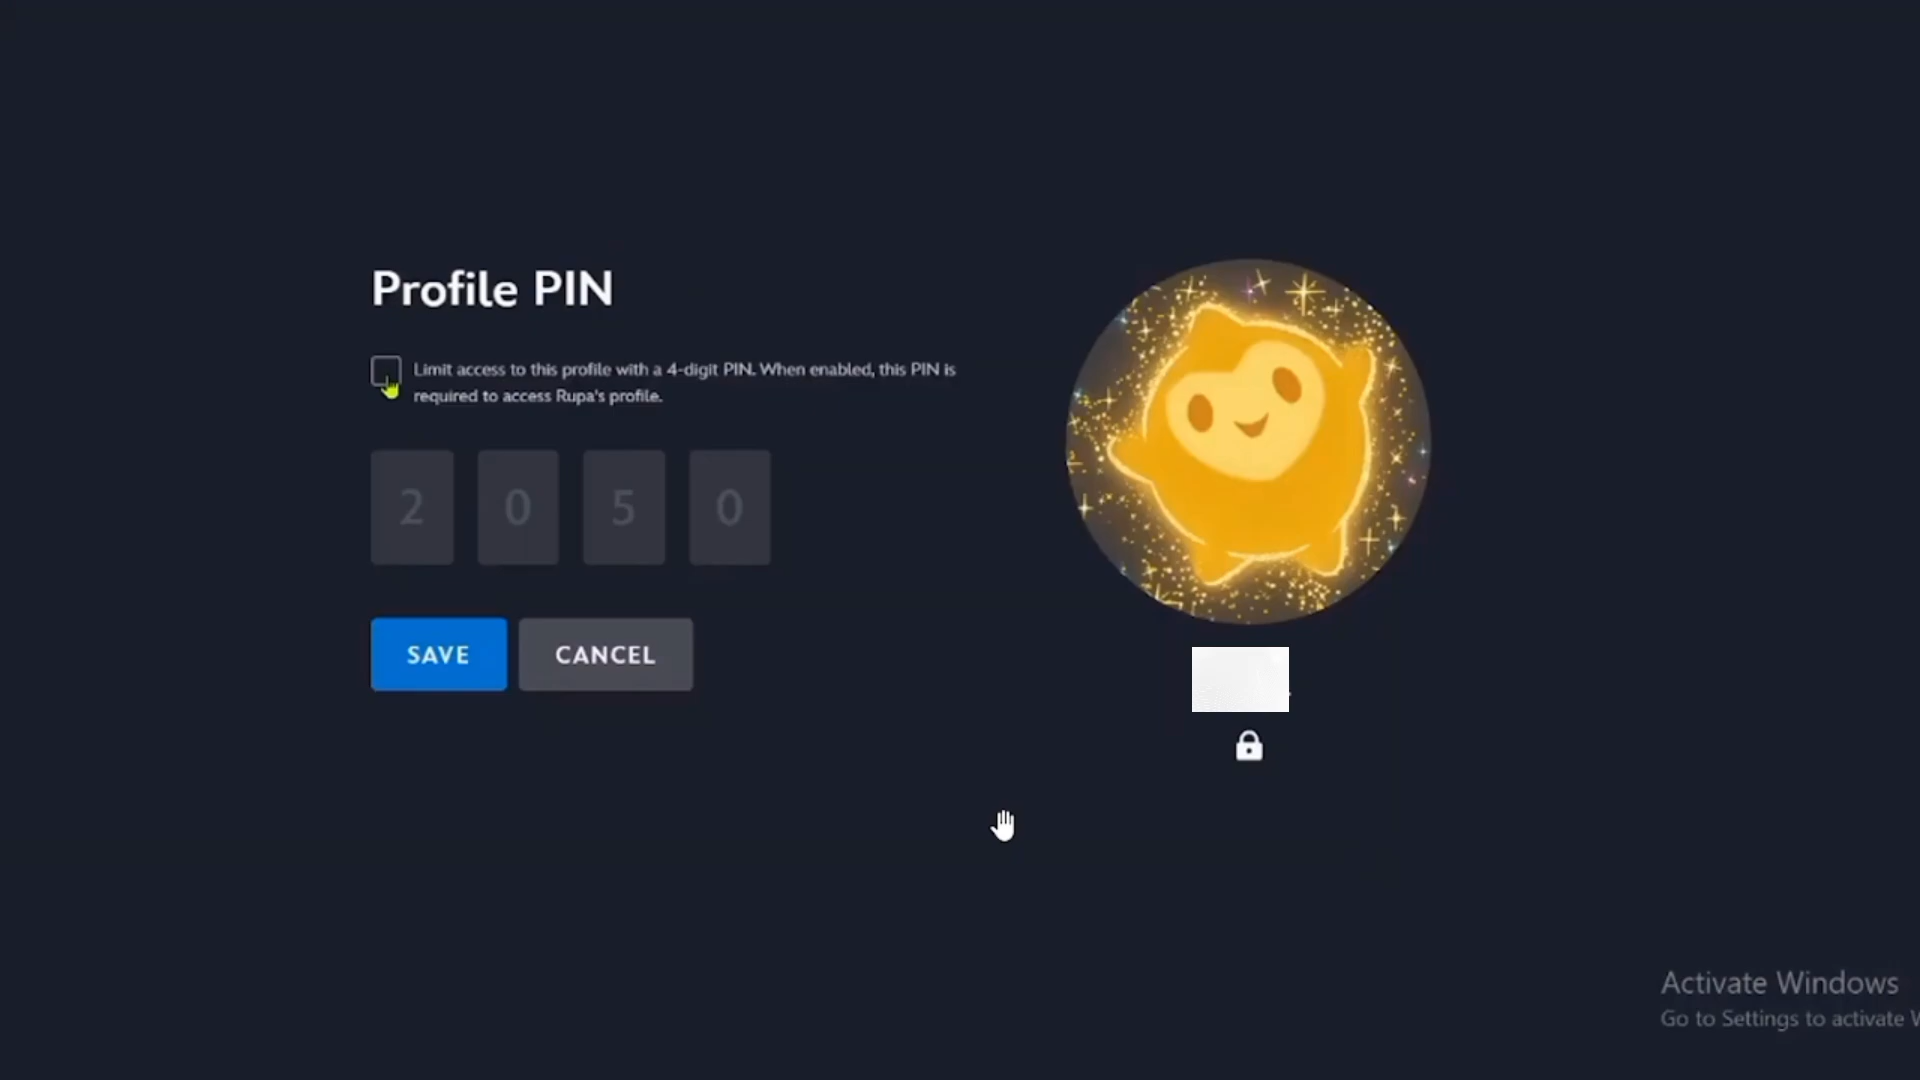 Profile PIN
Limit access to this profile with a 4-digit PIN. When enabled, this PIN is
required to access Rupa's profile.
2 0 5 0
SAVE CANCEL
Activate Windows
Go to Settings to activate